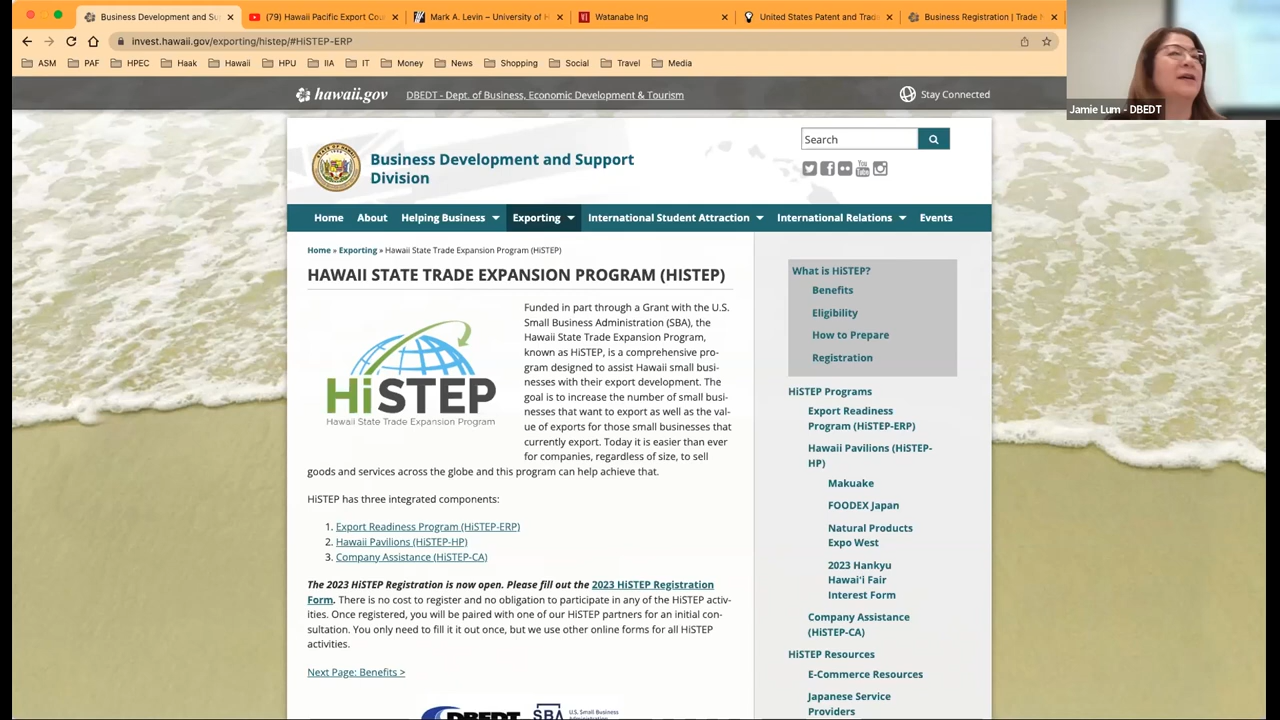 Business Development and Su
(79) Hawaii Pacific Export Cou
Mark A. Levin – University of H
Watanabe Ing
United States Patent and Trad
Business Registration | Trade N
invest.hawaii.gov/exporting/histep/#HiSTEP-ERP
ASM
PAF
HPEC
Haak
Hawaii
HPU
IIA
IT
Money
News
Shopping
Social
Travel
Media
Jamie Lum - DBEDT
hawaii.gov
DBEDT - Dept. of Business, Economic Development & Tourism
Stay Connected
Business Development and Support
Division
Search
Home
About
Helping Business
Exporting
International Student Attraction
International Relations
Events
Home » Exporting » Hawaii State Trade Expansion Program (HiSTEP)
HAWAII STATE TRADE EXPANSION PROGRAM (HISTEP)
HiSTEP
Hawaii State Trade Expansion Program
Funded in part through a Grant with the U.S.
Small Business Administration (SBA), the
Hawaii State Trade Expansion Program,
known as HiSTEP, is a comprehensive pro-
gram designed to assist Hawaii small busi-
nesses with their export development. The
goal is to increase the number of small busi-
nesses that want to export as well as the val-
ue of exports for those small businesses that
currently export. Today it is easier than ever
for companies, regardless of size, to sell
goods and services across the globe and this program can help achieve that.
HiSTEP has three integrated components:
1. Export Readiness Program (HiSTEP-ERP)
2. Hawaii Pavilions (HiSTEP-HP)
3. Company Assistance (HiSTEP-CA)
The 2023 HiSTEP Registration is now open. Please fill out the 2023 HiSTEP Registration
Form. There is no cost to register and no obligation to participate in any of the HiSTEP activ-
ities. Once registered, you will be paired with one of our HiSTEP partners for an initial con-
sultation. You only need to fill it it out once, but we use other online forms for all HiSTEP
activities.
Next Page: Benefits >
DBEDT
SBA
U.S. Small Business
Administration
What is HiSTEP?
Benefits
Eligibility
How to Prepare
Registration
HiSTEP Programs
Export Readiness
Program (HiSTEP-ERP)
Hawaii Pavilions (HiSTEP-
HP)
Makuake
FOODEX Japan
Natural Products
Expo West
2023 Hankyu
Hawai'i Fair
Interest Form
Company Assistance
(HiSTEP-CA)
HiSTEP Resources
E-Commerce Resources
Japanese Service
Providers